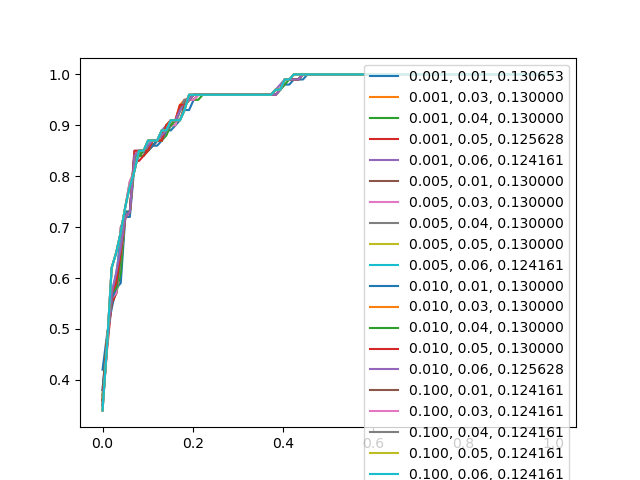 1.0
0.9
0.8
0.7
0.6
0.5
0.4
0.0 0.2 0.4 0.6 0.8 1.0
0.001, 0.01, 0.130653
0.001, 0.03, 0.130000
0.001, 0.04, 0.130000
0.001, 0.05, 0.125628
0.001, 0.06, 0.124161
0.005, 0.01, 0.130000
0.005, 0.03, 0.130000
0.005, 0.04, 0.130000
0.005, 0.05, 0.130000
0.005, 0.06, 0.124161
0.010, 0.01, 0.130000
0.010, 0.03, 0.130000
0.010, 0.04, 0.130000
0.010, 0.05, 0.130000
0.010, 0.06, 0.125628
0.100, 0.01, 0.124161
0.100, 0.03, 0.124161
0.100, 0.04, 0.124161
0.100, 0.05, 0.124161
0.100, 0.06, 0.124161